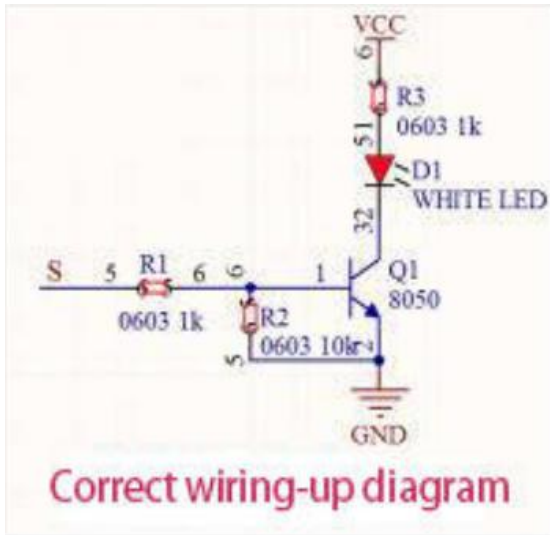 VCC
6
R3
0603 1k
51
D1
WHITE LED
32
S 5 R1 6 6 1 Q1
8050
0603 1k
R2
0603 10k
5 2
GND
Correct wiring-up diagram